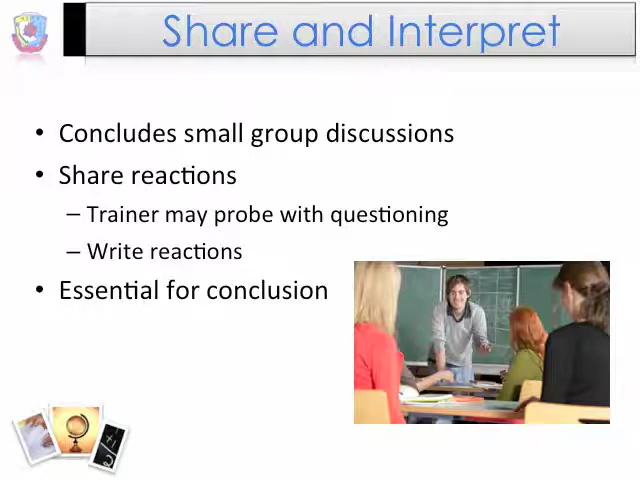 Share and Interpret
• Concludes small group discussions
• Share reactions
– Trainer may probe with questioning
– Write reactions
• Essential for conclusion